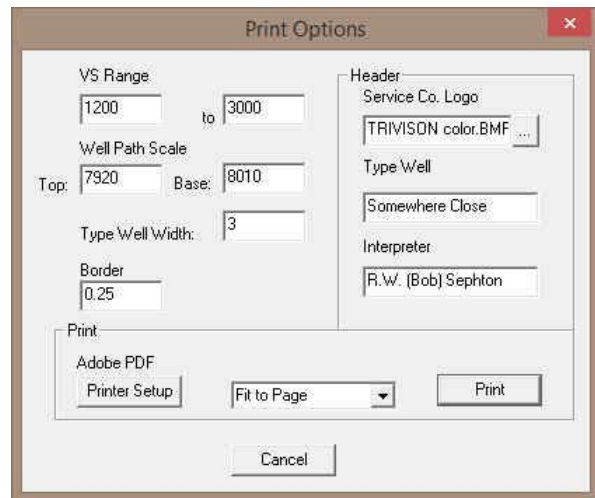 Print Options
VS Range
1200 to 3000
Well Path Scale
Top: 7920 Base: 8010
Type Well Width: 3
Border
0.25
Header
Service Co. Logo
TRIVISON color.BMF ...
Type Well
Somewhere Close
Interpreter
R.W. (Bob) Sephton
Print
Adobe PDF
Printer Setup
Fit to Page
Print
Cancel